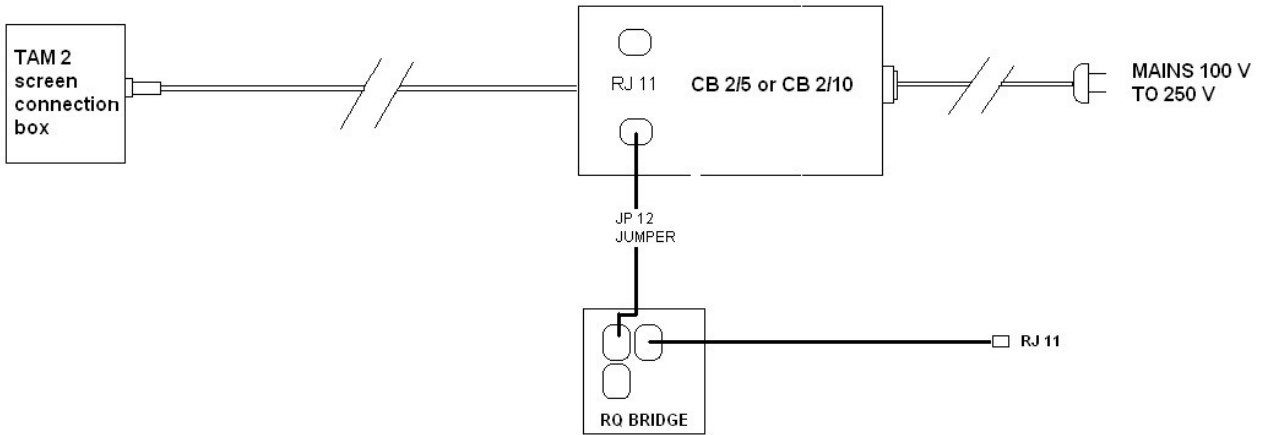 TAM 2
screen
connection
box
RJ 11
CB 2/5 or CB 2/10
MAINS 100 V
TO 250 V
JP 12
JUMPER
RJ 11
RQ BRIDGE